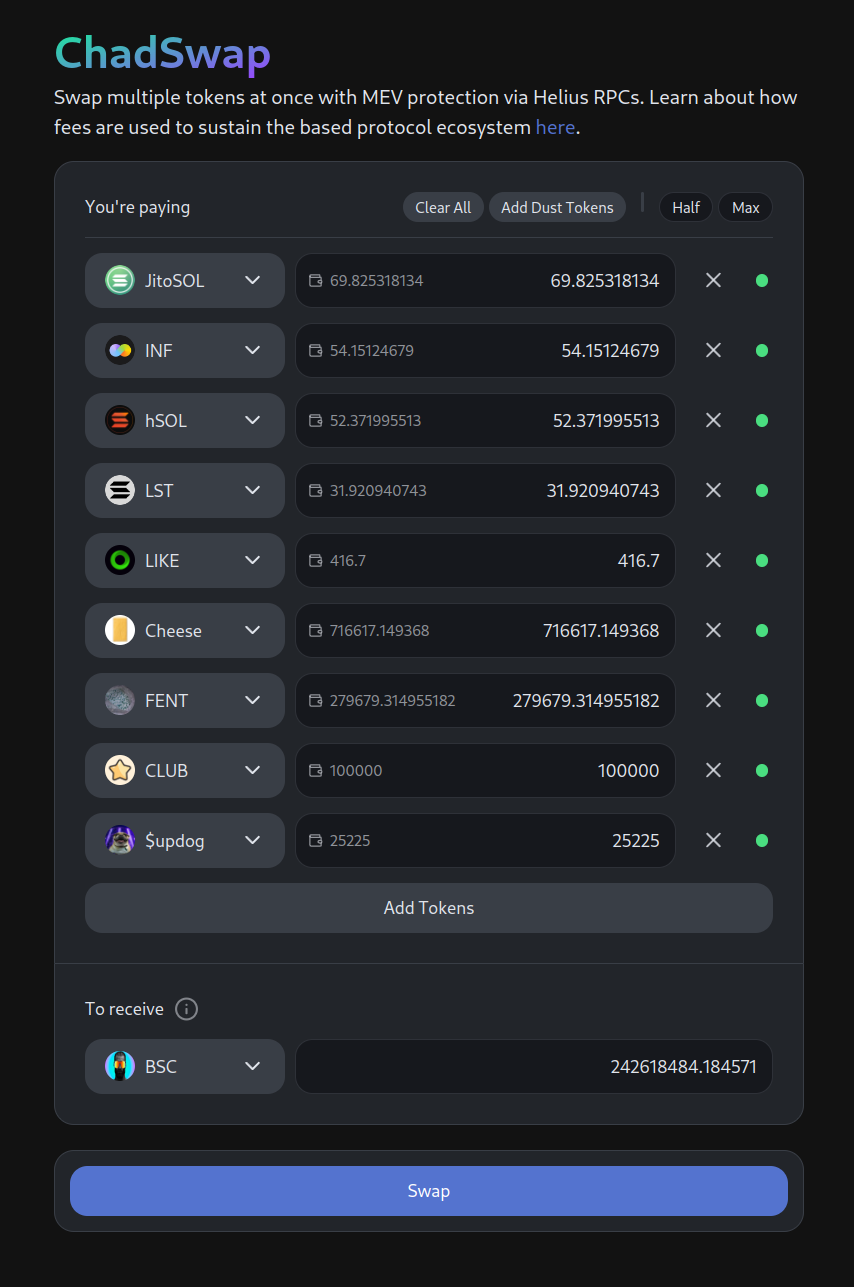 ChadSwap
Swap multiple tokens at once with MEV protection via Helius RPCs. Learn about how
fees are used to sustain the based protocol ecosystem here.
You're paying Clear All Add Dust Tokens Half Max
JitoSOL 69.825318134 69.825318134
INF 54.15124679 54.15124679
hSOL 52.371995513 52.371995513
LST 31.920940743 31.920940743
LIKE 416.7 416.7
Cheese 716617.149368 716617.149368
FENT 279679.314955182 279679.314955182
CLUB 100000 100000
$updog 25225 25225
Add Tokens
To receive
BSC 242618484.184571
Swap